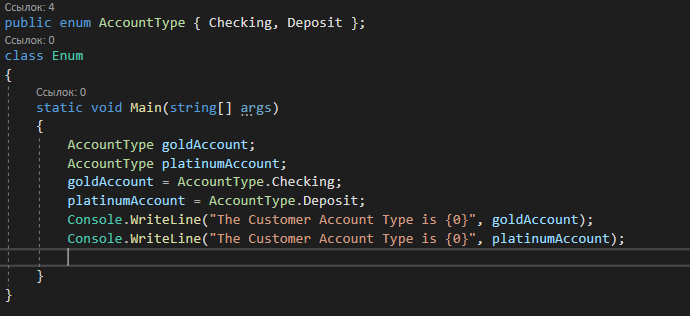 Ссылок: 4
public enum AccountType { Checking, Deposit };
Ссылок: 0
class Enum
{
Ссылок: 0
static void Main(string[] args)
{
AccountType goldAccount;
AccountType platinumAccount;
goldAccount = AccountType.Checking;
platinumAccount = AccountType.Deposit;
Console.WriteLine("The Customer Account Type is {0}", goldAccount);
Console.WriteLine("The Customer Account Type is {0}", platinumAccount);
}
}